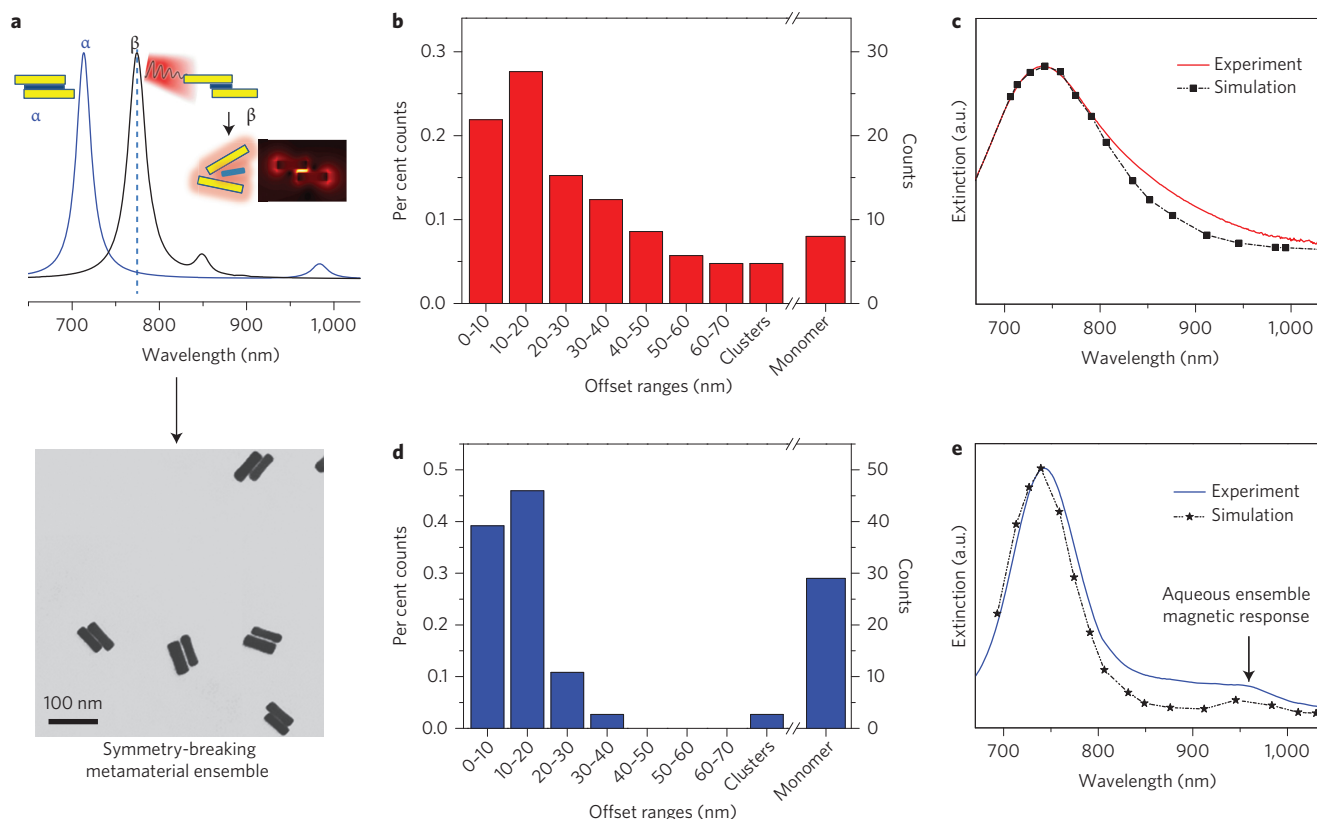 a
α
β
α
β
700
800
900
1,000
Wavelength (nm)
100 nm
Symmetry-breaking
metamaterial ensemble
b
Per cent counts
0.3
0.2
0.1
0.0
30
20
10
0
Counts
0–10
10–20
20–30
30–40
40–50
50–60
60–70
Clusters
Monomer
Offset ranges (nm)
c
Extinction (a.u.)
Experiment
Simulation
700
800
900
1,000
Wavelength (nm)
d
Per cent counts
0.5
0.4
0.3
0.2
0.1
0.0
50
40
30
20
10
0
Counts
0–10
10–20
20–30
30–40
40–50
50–60
60–70
Clusters
Monomer
Offset ranges (nm)
e
Extinction (a.u.)
Experiment
Simulation
Aqueous ensemble
magnetic response
700
800
900
1,000
Wavelength (nm)